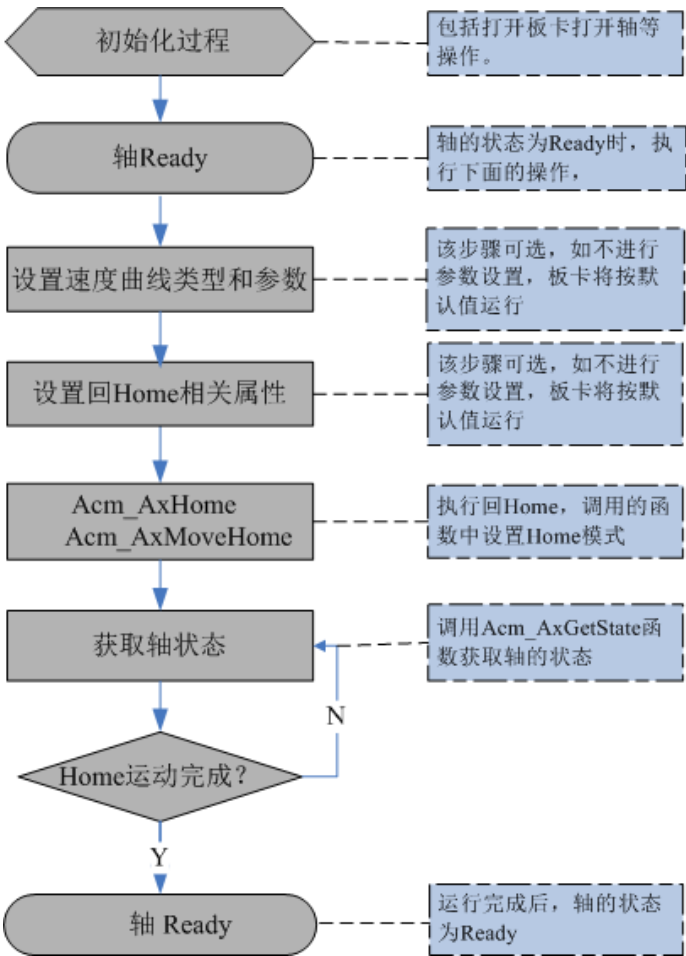 初始化过程
包括打开板卡打开轴等
操作。
轴Ready
轴的状态为Ready时，执
行下面的操作，
设置速度曲线类型和参数
该步骤可选，如不进行
参数设置，板卡将按默
认值运行
设置回Home相关属性
该步骤可选，如不进行
参数设置，板卡将按默
认值运行
Acm_AxHome
Acm_AxMoveHome
执行回Home，调用的函
数中设置Home模式
获取轴状态
调用Acm_AxGetState函
数获取轴的状态
N
Home运动完成？
Y
轴 Ready
运行完成后，轴的状态
为Ready